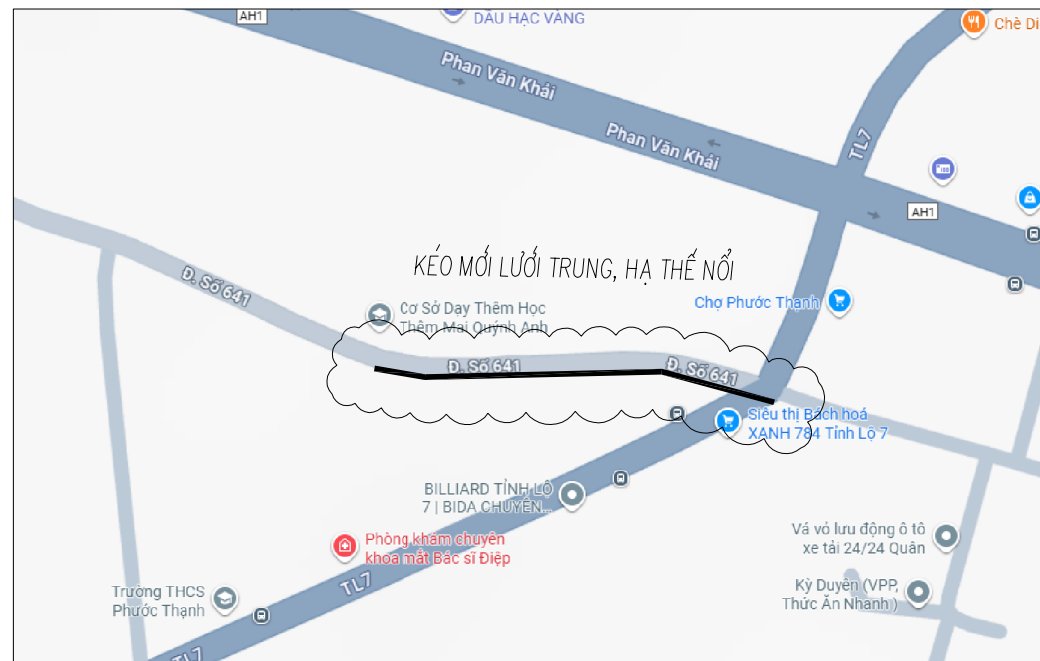 AH1
DẦU HẠC VÀNG
Chè Di
Phan Văn Khải
Phan Văn Khải
TL7
AH1
KÉO MỚI LƯỚI TRUNG, HẠ THẾ NỔI
Đ. Số 641
Chợ Phước Thạnh
Cơ Sở Dạy Thêm Học
Thêm Mai Quỳnh Anh
Đ. Số 641
Đ. Số 641
Siêu thị Bách hoá
XANH 784 Tỉnh Lộ 7
BILLIARD TỈNH LỘ
7 | BIDA CHUYÊN...
Phòng khám chuyên
khoa mắt Bác sĩ Điệp
Vá vỏ lưu động ô tô
xe tải 24/24 Quân
TL7
Trường THCS
Phước Thạnh
Kỳ Duyên (VPP,
Thức Ăn Nhanh )
TL7